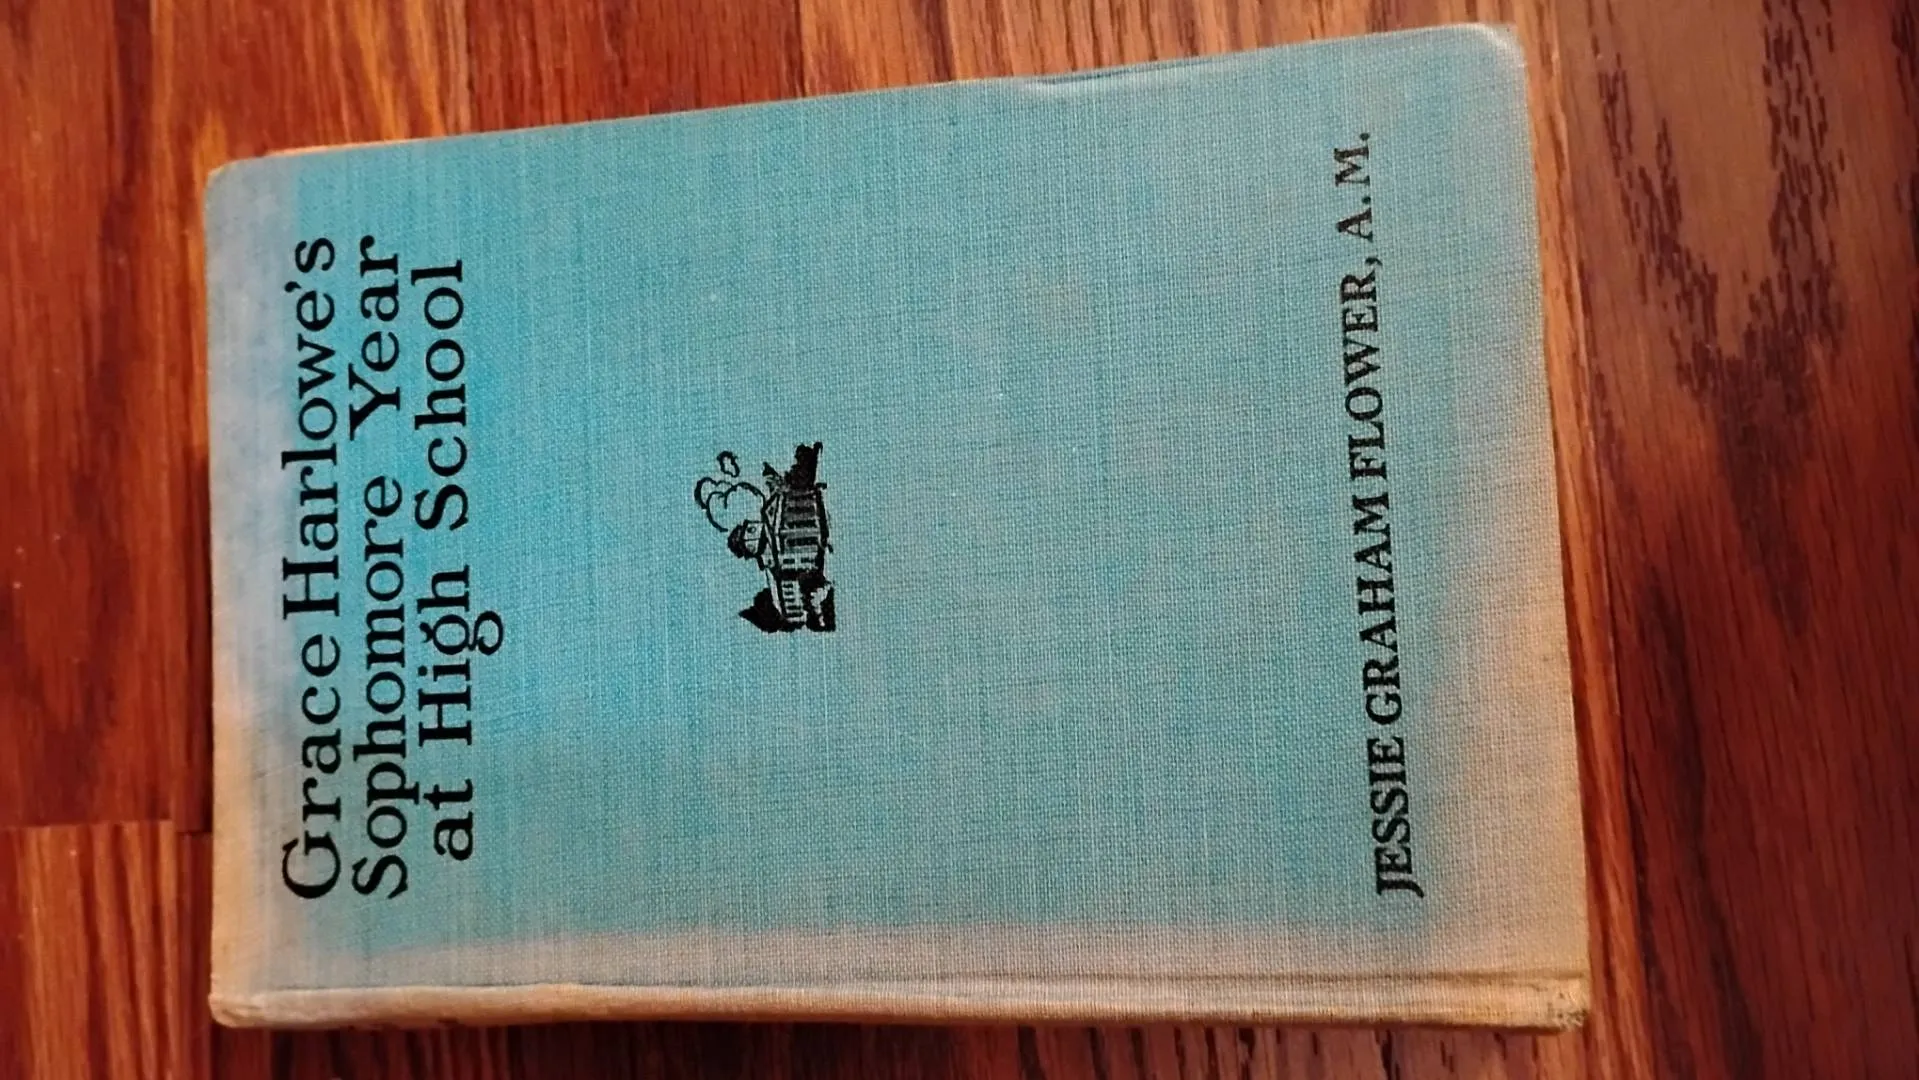 Grace Harlowe's
Sophomore Year
at High School
JESSIE GRAHAM FLOWER, A.M.